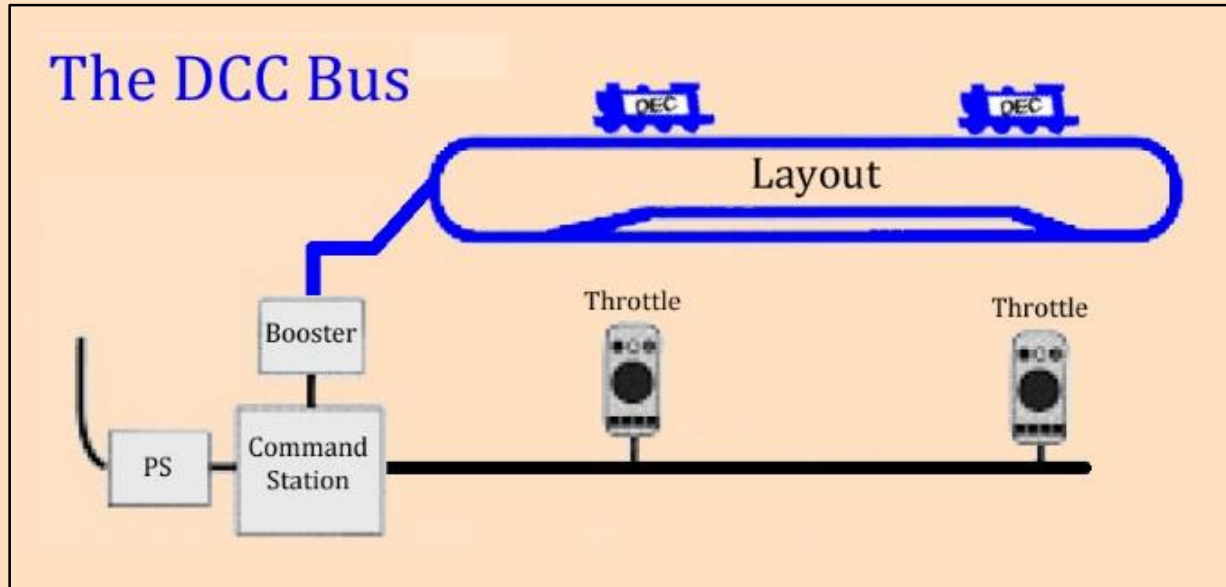 The DCC Bus
DEC
DEC
Layout
Throttle
Throttle
Booster
Command
Station
PS